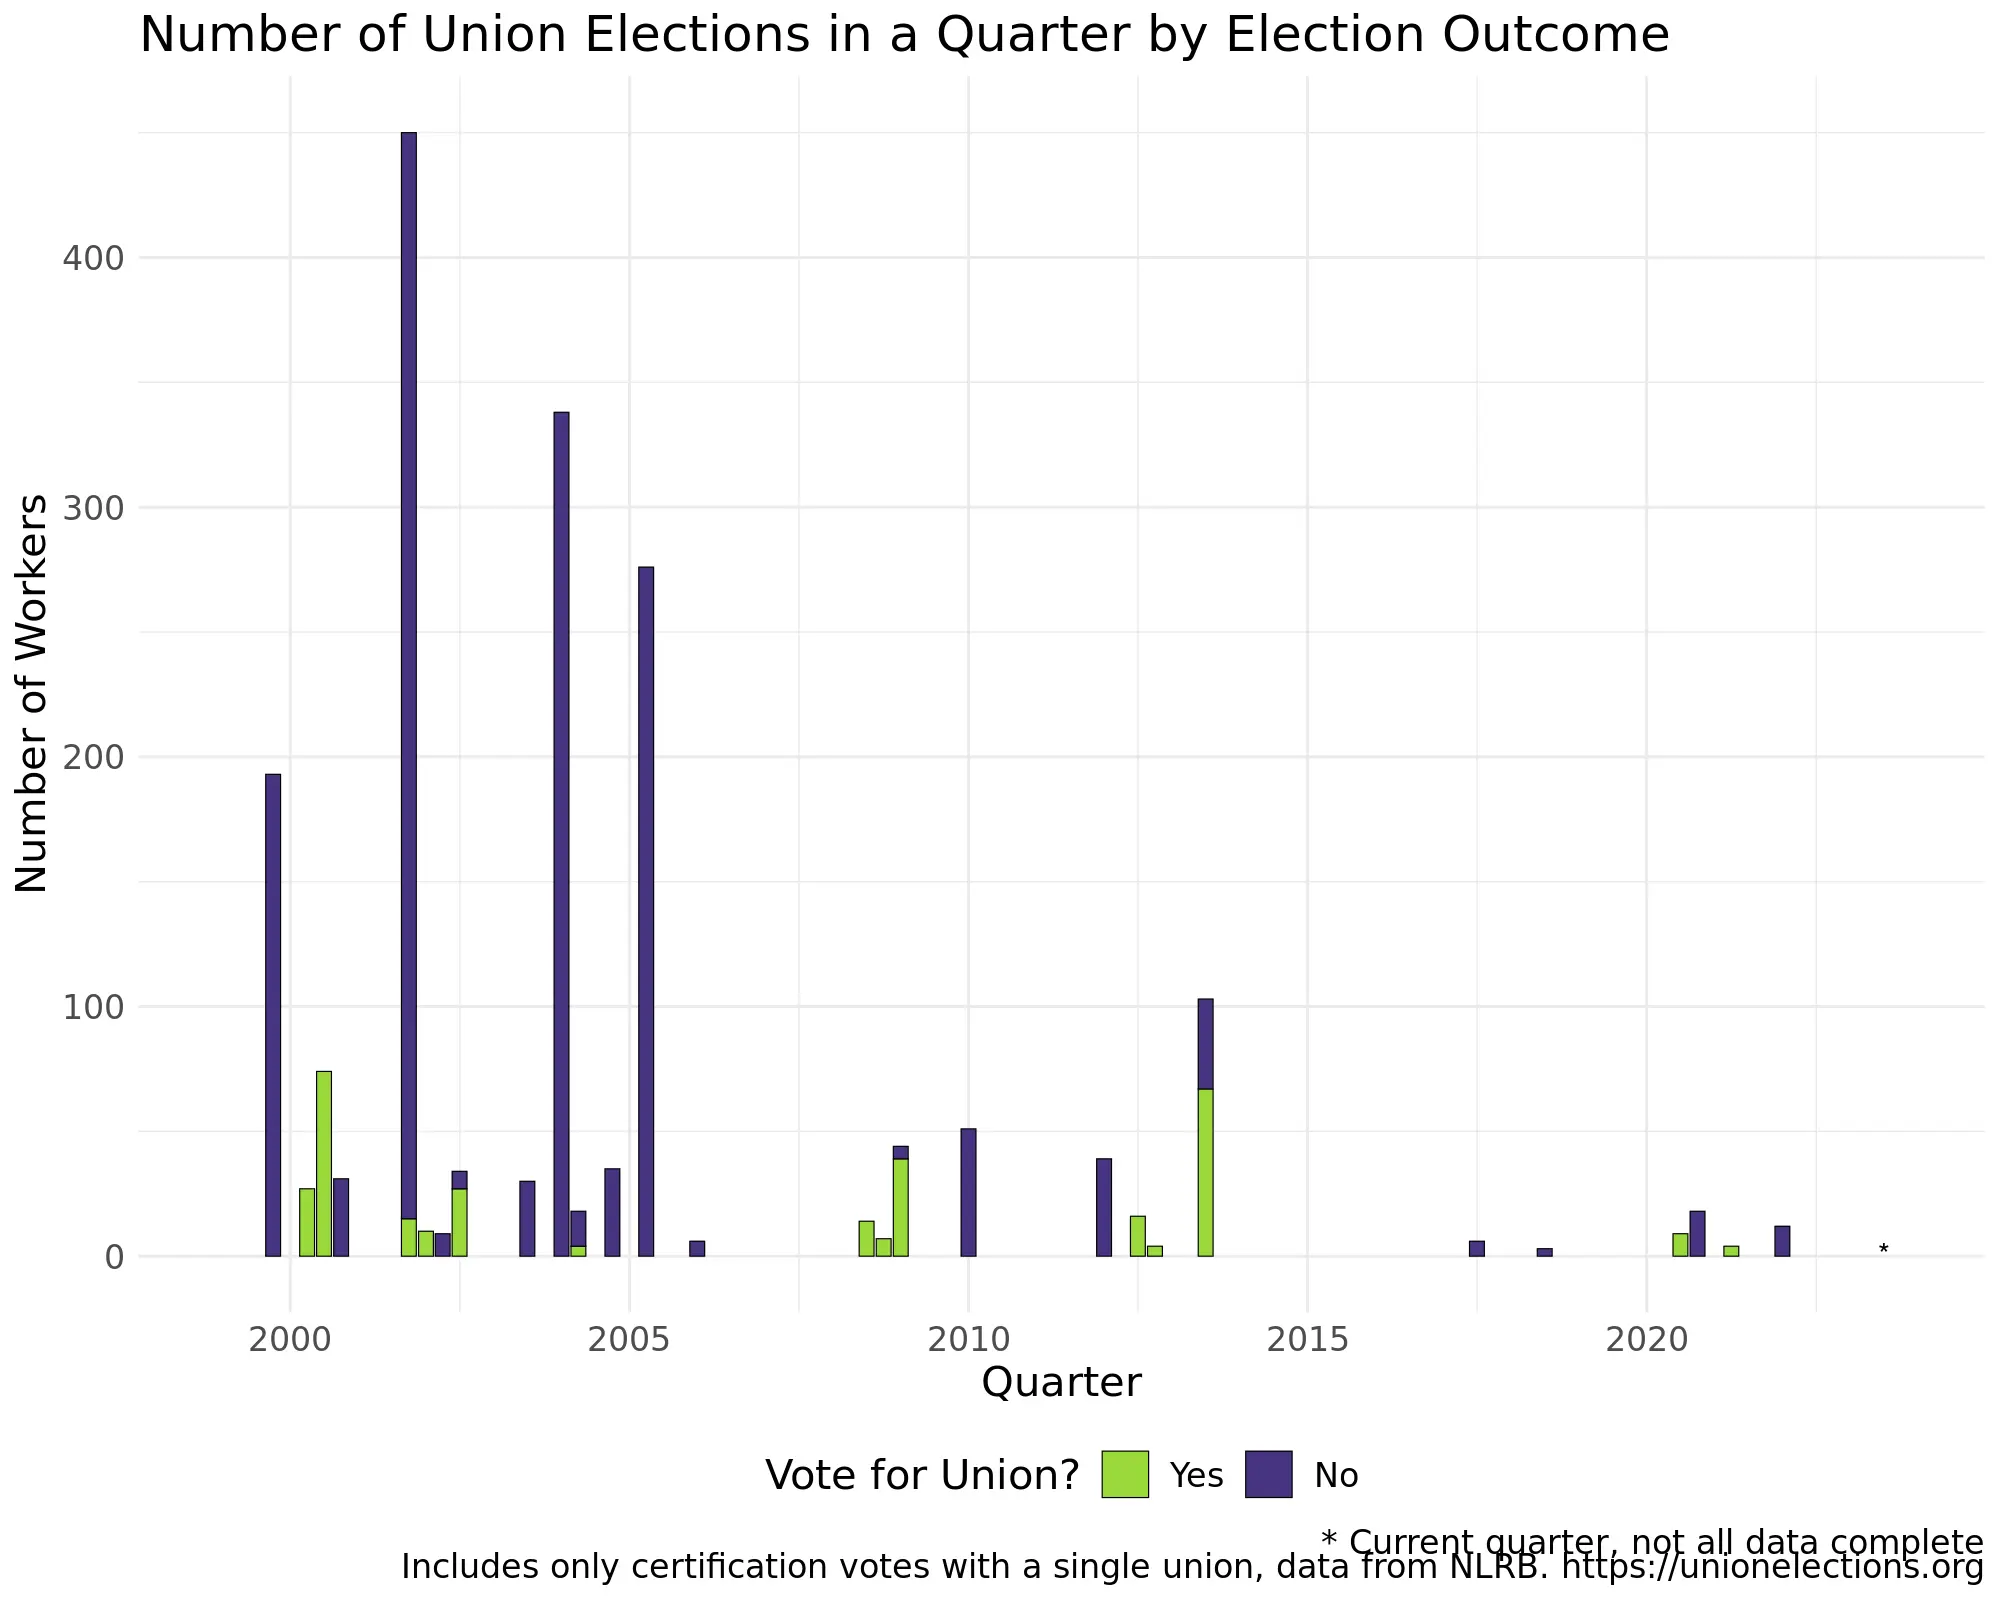 Number of Union Elections in a Quarter by Election Outcome
Number of Workers
400
300
200
100
0
*
2000 2005 2010 2015 2020
Quarter
Vote for Union? Yes No
* Current quarter, not all data complete
Includes only certification votes with a single union, data from NLRB. https://unionelections.org